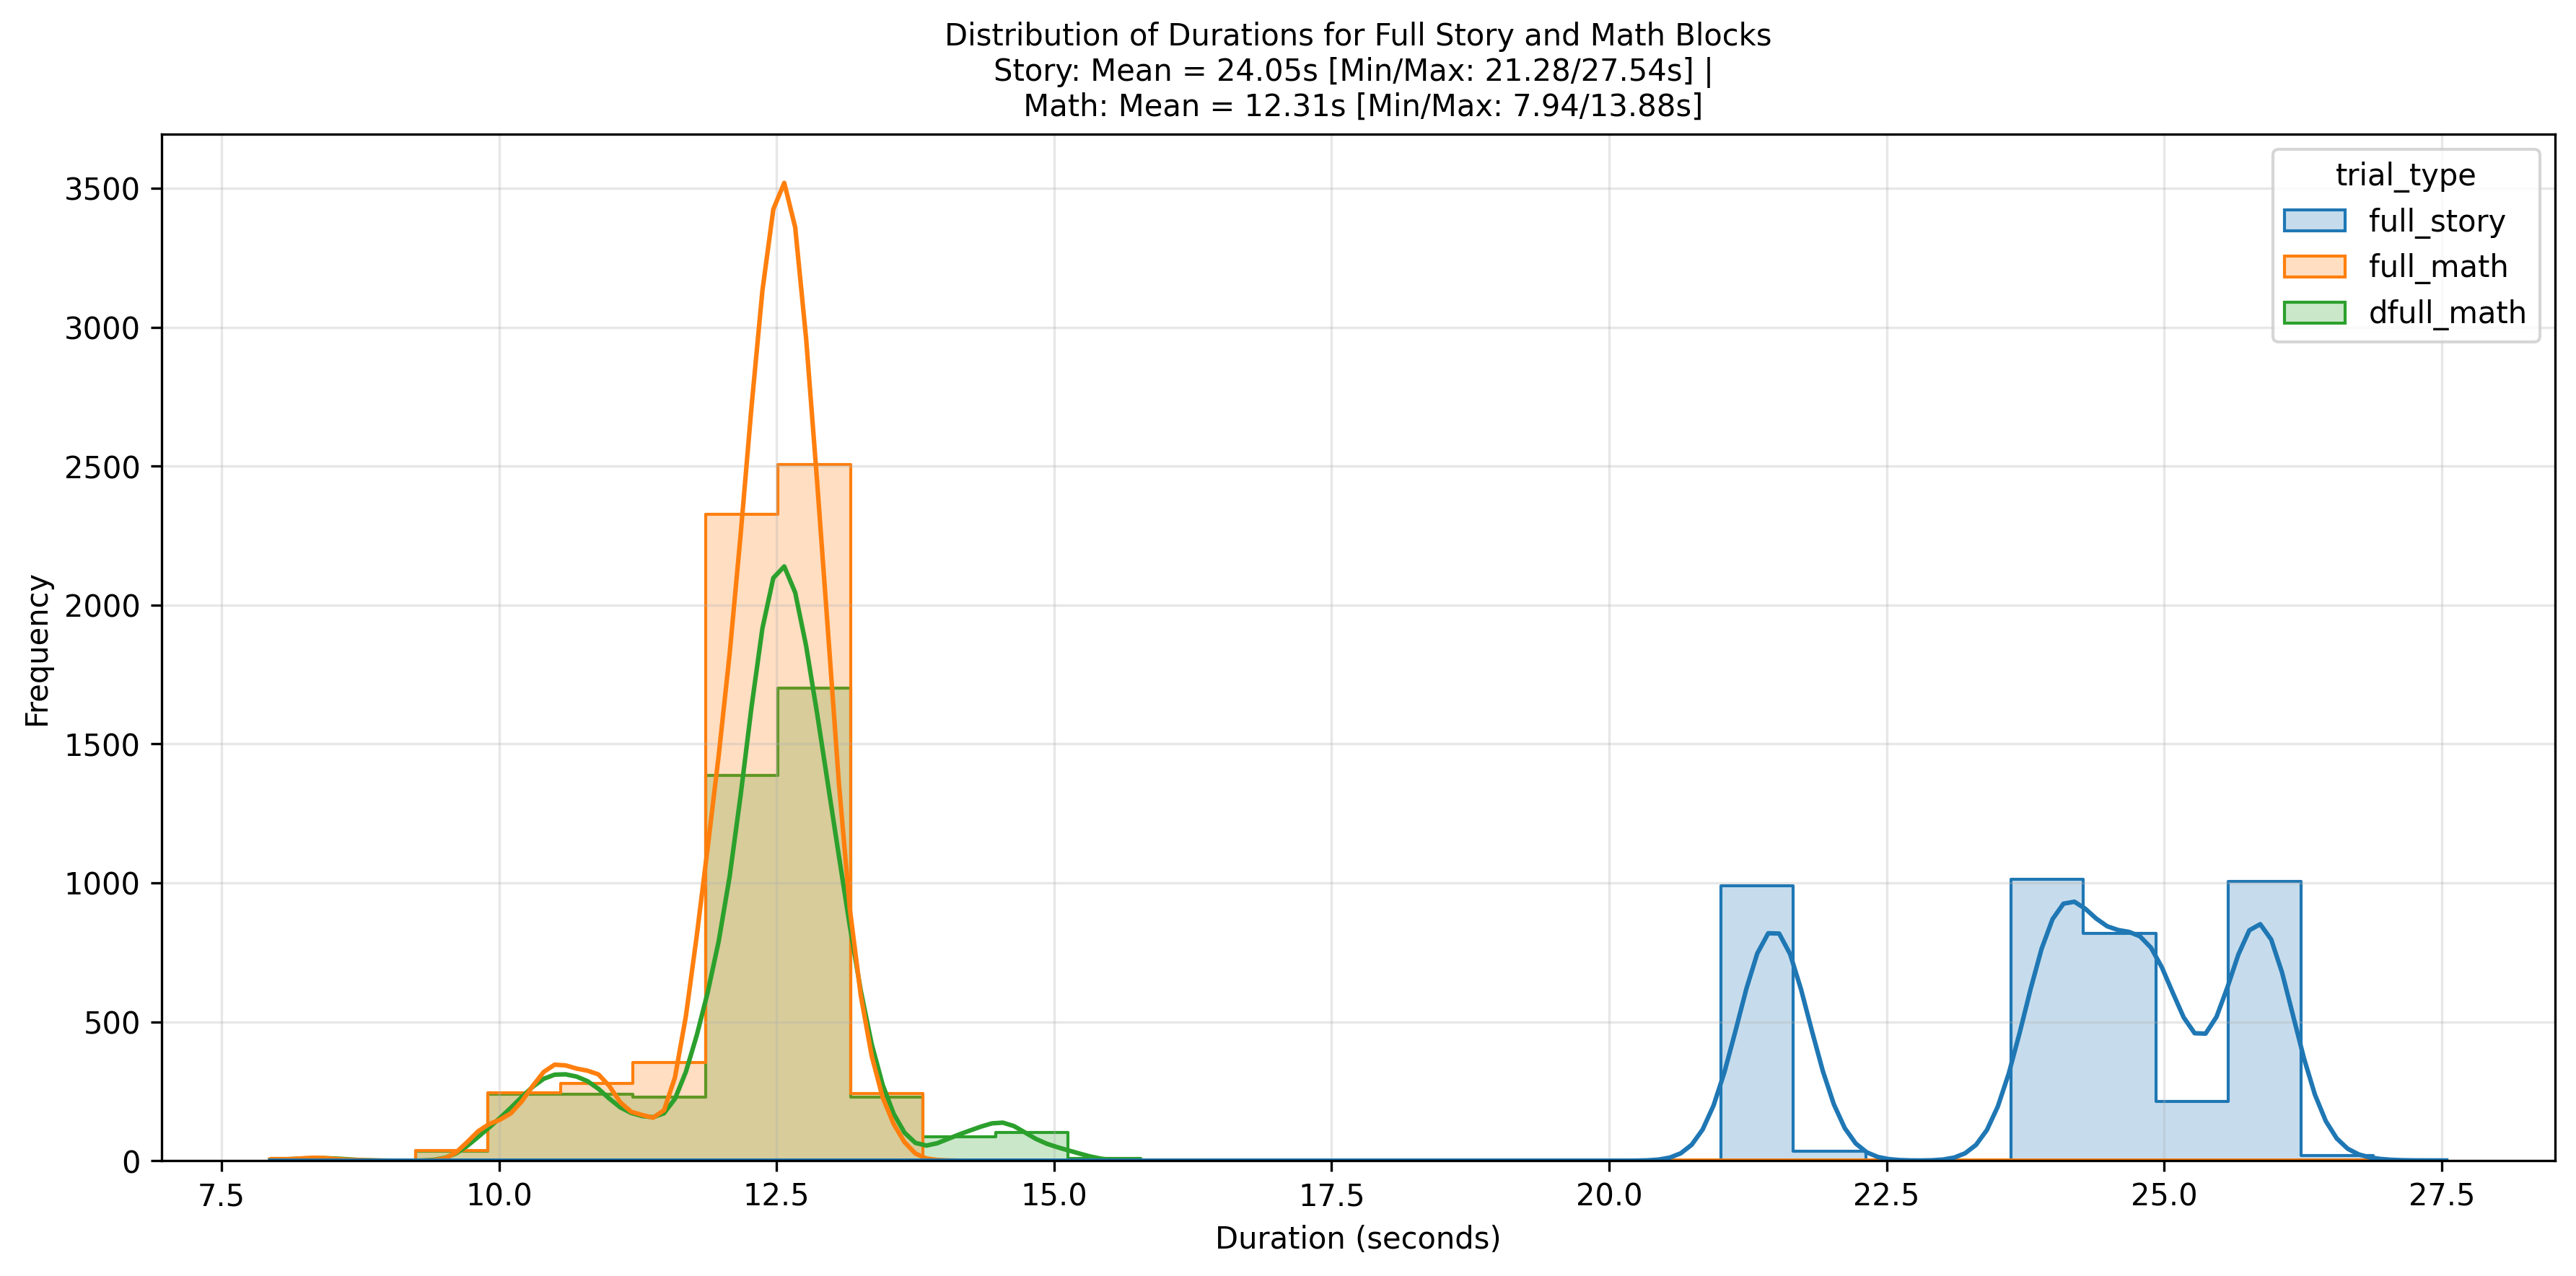 Distribution of Durations for Full Story and Math Blocks
Story: Mean = 24.05s [Min/Max: 21.28/27.54s] |
Math: Mean = 12.31s [Min/Max: 7.94/13.88s]
trial_type
full_story
full_math
dfull_math
Frequency
3500
3000
2500
2000
1500
1000
500
0
7.5 10.0 12.5 15.0 17.5 20.0 22.5 25.0 27.5
Duration (seconds)